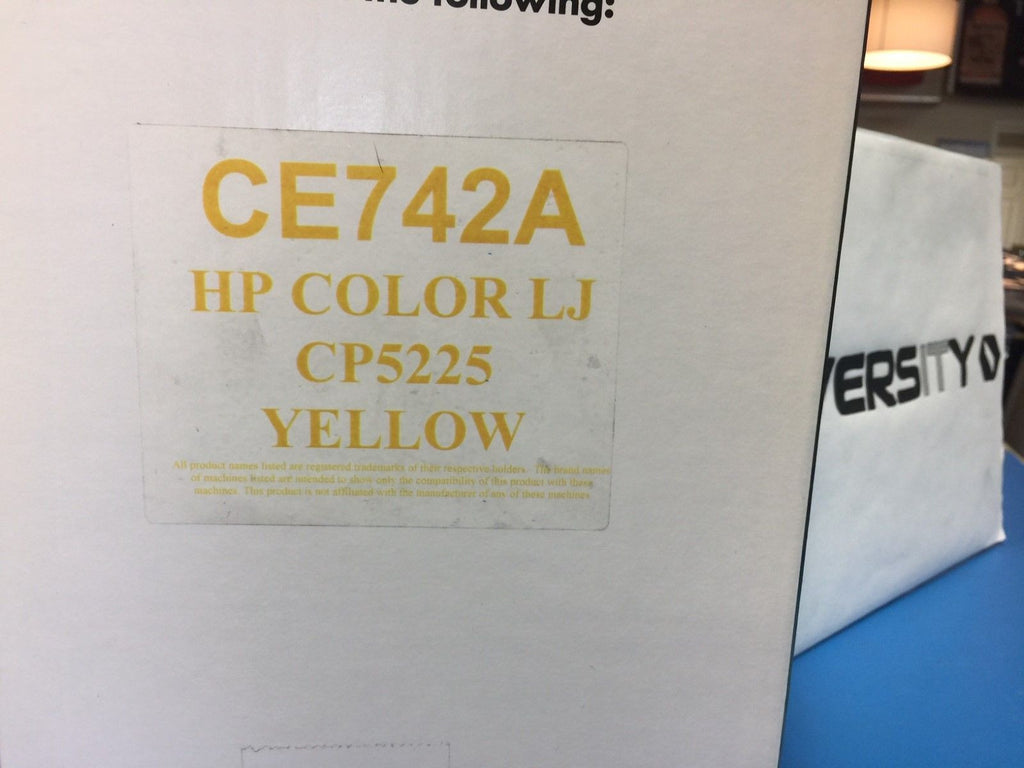 following:
CE742A
HP COLOR LJ
CP5225
YELLOW
All product names listed are registered trademarks of their respective holders. The brand names
of machines listed are intended to show only the compatibility of this product with these
machines. This product is not affiliated with the manufacturer of any of these machines
ERSITY